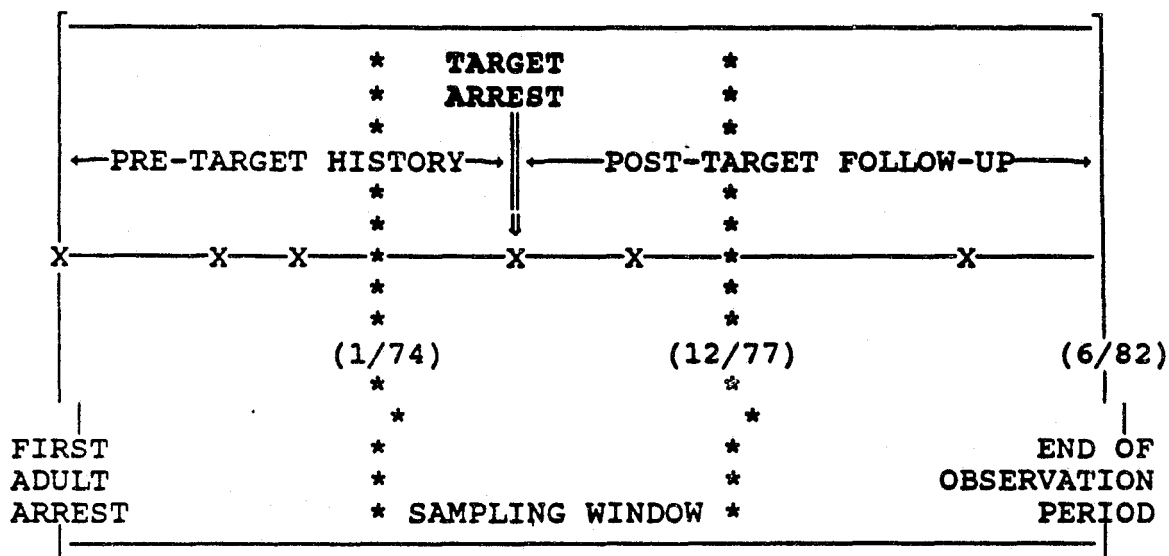 TARGET
ARREST
PRE-TARGET HISTORY POST-TARGET FOLLOW-UP
X X X X X X
(1/74) (12/77) (6/82)
FIRST END OF
ADULT OBSERVATION
ARREST SAMPLING WINDOW PERIOD